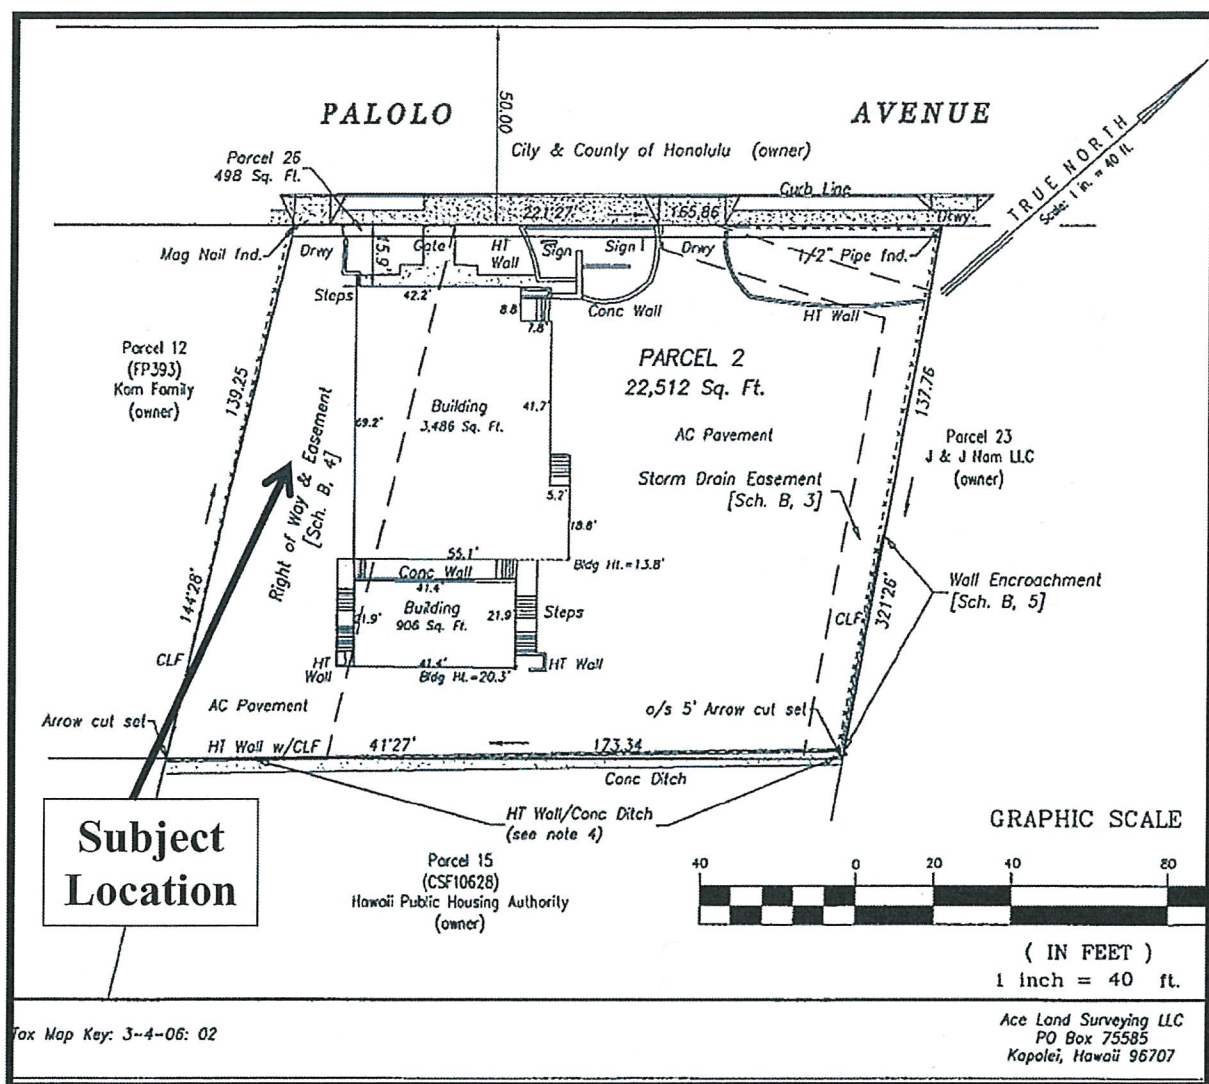 PALOLO AVENUE
50.00
City & County of Honolulu (owner)
TRUE NORTH
Scale: 1 in. = 40 ft.
Parcel 26
498 Sq. Ft.
Curb Line
221°27'
165.86
Drwy
Mag Nail fnd.
Drwy
15.9'
Gate
HT
Wall
Sign
Sign
Drwy
1/2" Pipe fnd.
Steps
42.2'
8.8
7.8'
Conc Wall
HT Wall
Parcel 12
(FP393)
Kam Family
(owner)
139.25
144°28'
Right of Way & Easement
[Sch. B, 4]
69.2'
Building
3,486 Sq. Ft.
41.7'
PARCEL 2
22,512 Sq. Ft.
AC Pavement
137.76
Parcel 23
J & J Nam LLC
(owner)
Storm Drain Easement
[Sch. B, 3]
5.2'
18.8'
55.1'
Bldg Ht.=13.8'
Conc Wall
41.4'
Building
906 Sq. Ft.
21.9'
21.9'
Steps
HT
Wall
41.4'
Bldg Ht.=20.3'
HT Wall
CLF
321°26'
Wall Encroachment
[Sch. B, 5]
CLF
AC Pavement
Arrow cut set
o/s 5' Arrow cut set
HT Wall w/CLF
41°27'
173.34
Conc Ditch
HT Wall/Conc Ditch
(see note 4)
Subject
Location
Parcel 15
(CSF10628)
Hawaii Public Housing Authority
(owner)
GRAPHIC SCALE
40 0 20 40 80
( IN FEET )
1 inch = 40 ft.
Tax Map Key: 3-4-06: 02
Ace Land Surveying LLC
PO Box 75585
Kapolei, Hawaii 96707